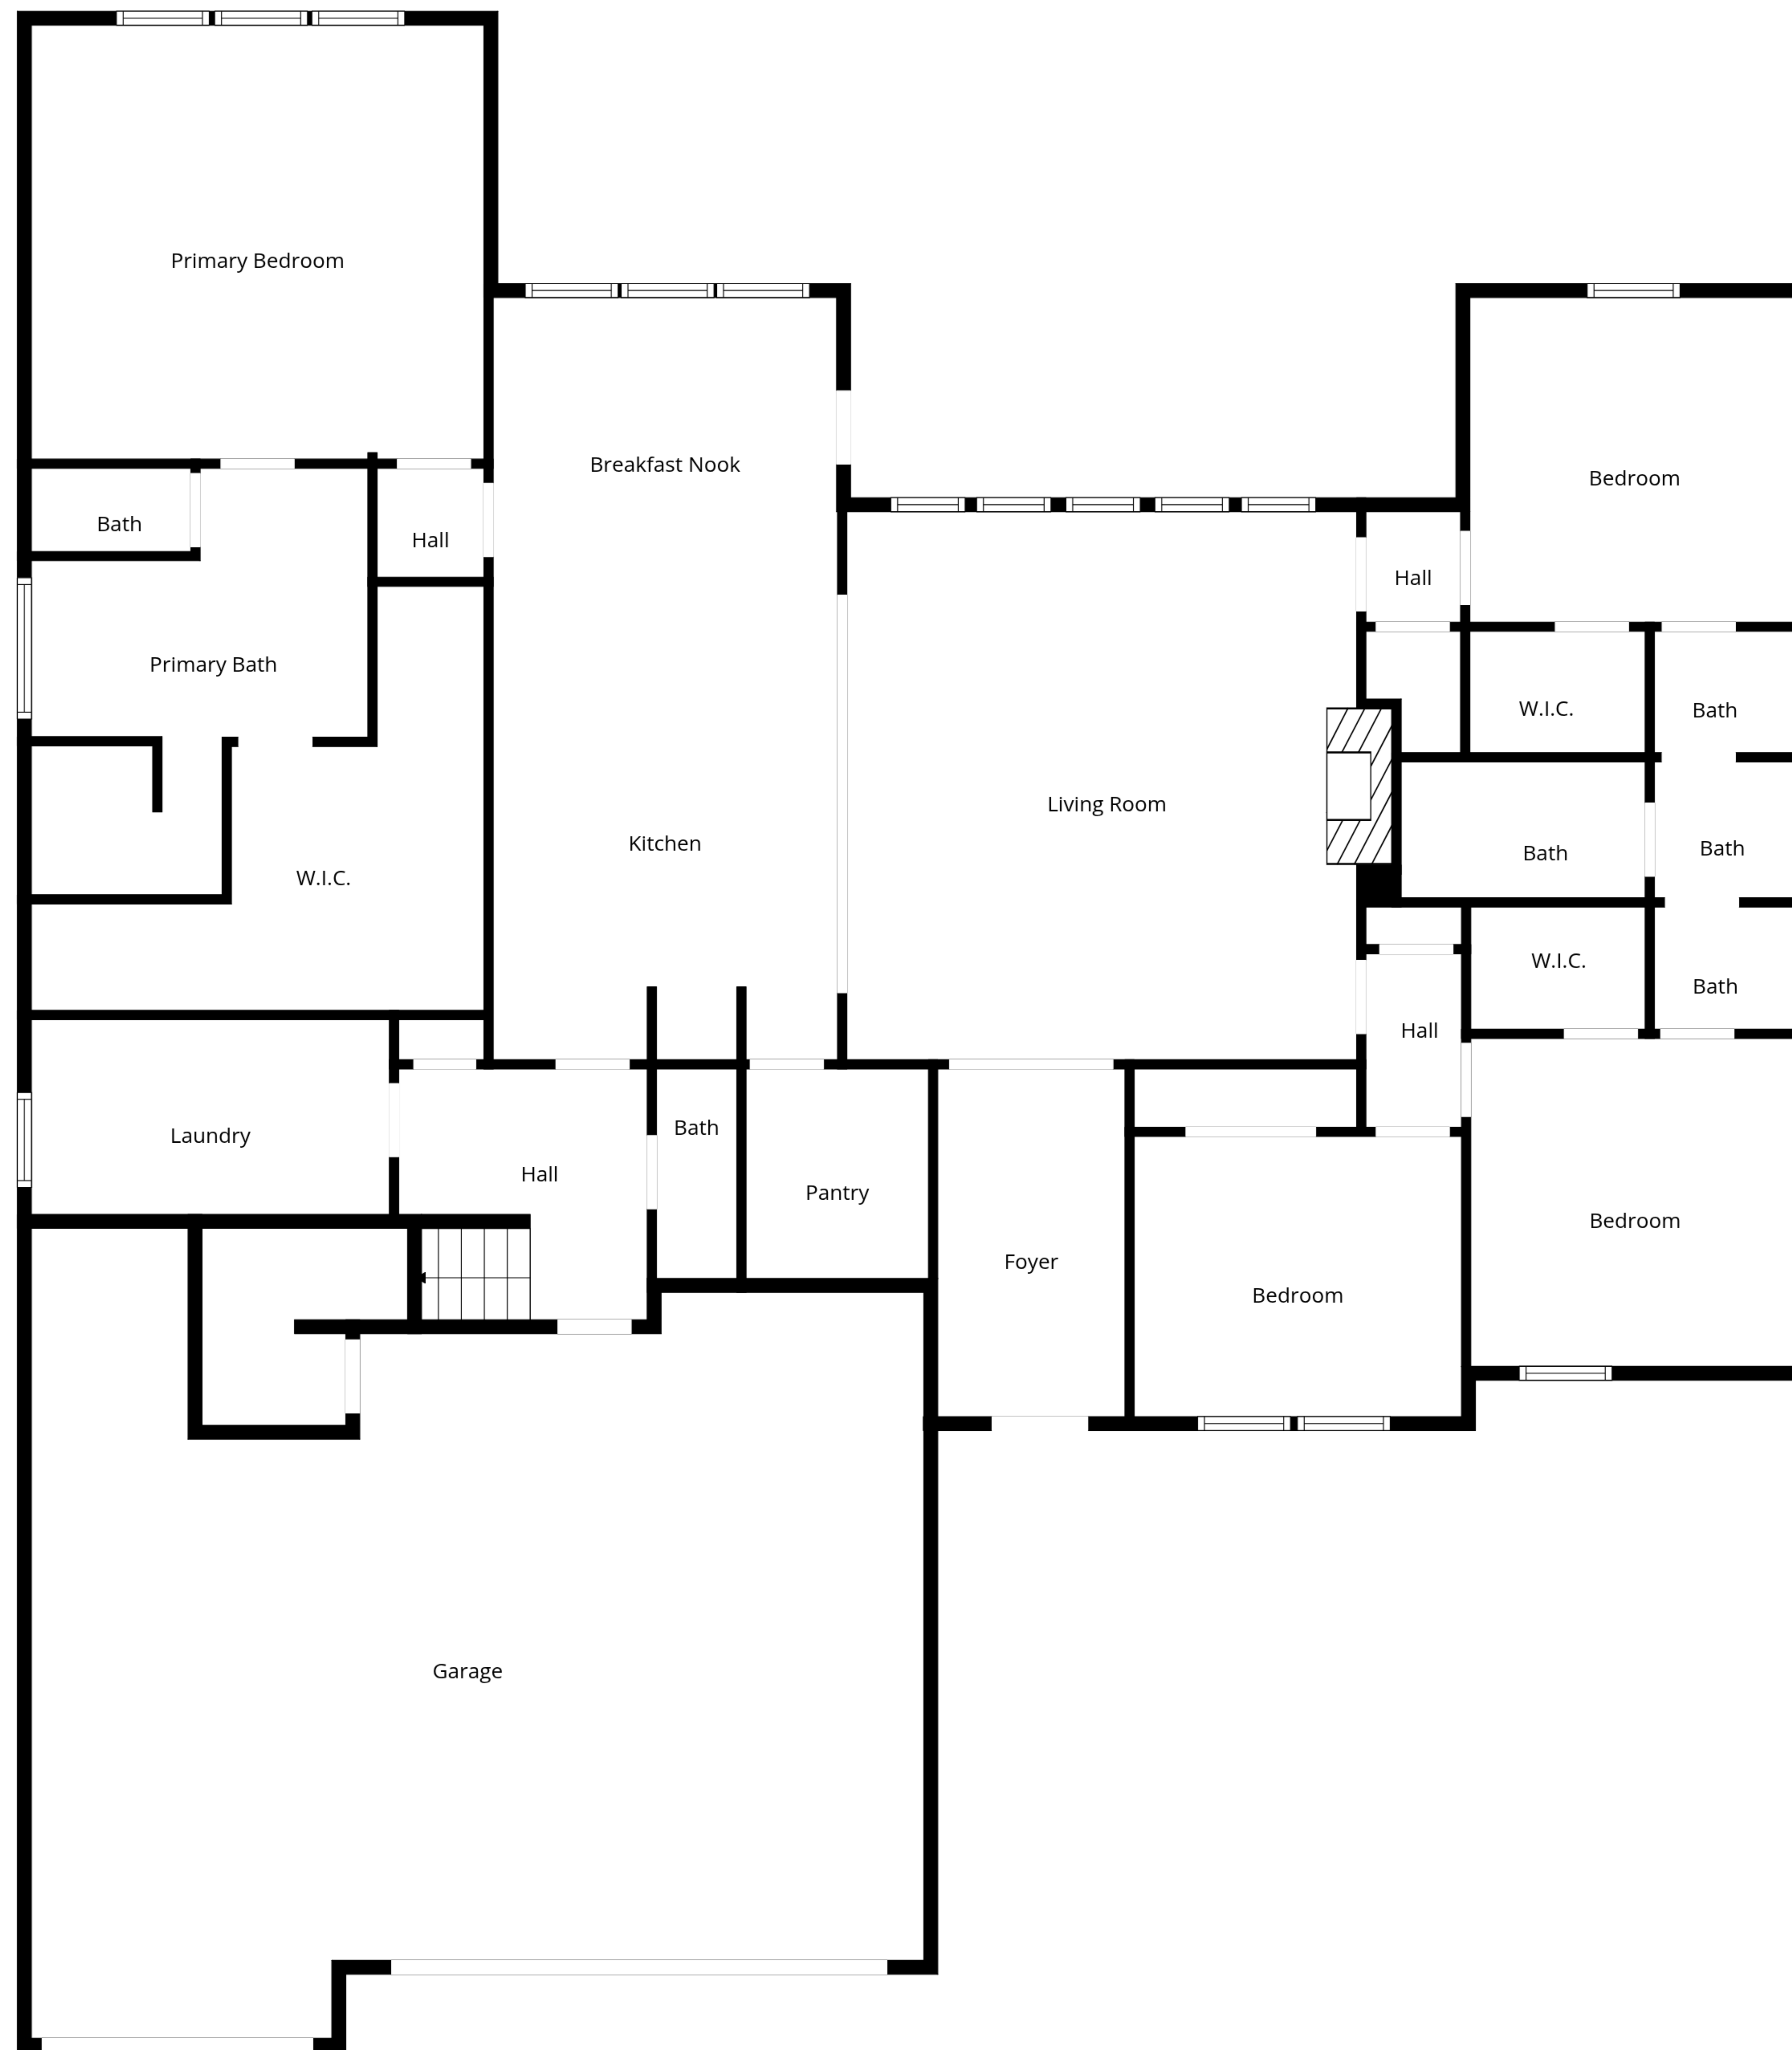 Primary Bedroom
Breakfast Nook
Bedroom
Bath
Hall
Hall
Primary Bath
W.I.C.
Bath
Living Room
Kitchen
Bath
Bath
W.I.C.
W.I.C.
Bath
Hall
Bath
Laundry
Hall
Pantry
Bedroom
Foyer
Bedroom
Garage